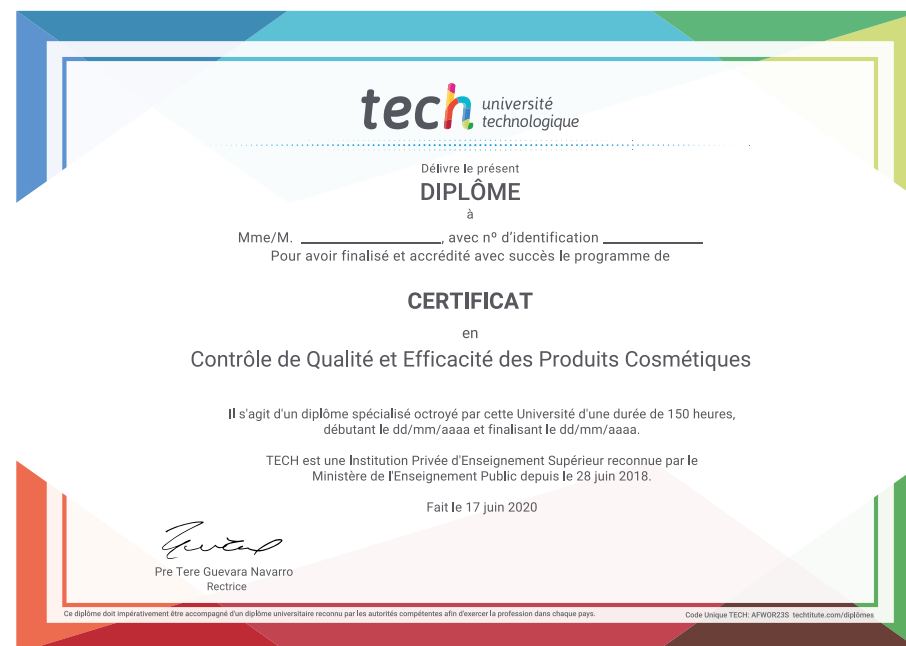 tech université
technologique
Délivre le présent
DIPLÔME
à
Mme/M. ____________________, avec nº d'identification ______________
Pour avoir finalisé et accrédité avec succès le programme de
CERTIFICAT
en
Contrôle de Qualité et Efficacité des Produits Cosmétiques
Il s'agit d'un diplôme spécialisé octroyé par cette Université d'une durée de 150 heures,
débutant le dd/mm/aaaa et finalisant le dd/mm/aaaa.
TECH est une Institution Privée d'Enseignement Supérieur reconnue par le
Ministère de l'Enseignement Public depuis le 28 juin 2018.
Fait le 17 juin 2020
Pre Tere Guevara Navarro
Rectrice
Ce diplôme doit impérativement être accompagné d'un diplôme universitaire reconnu par les autorités compétentes afin d'exercer la profession dans chaque pays. Code Unique TECH: AFWOR23S techtitute.com/diplômes